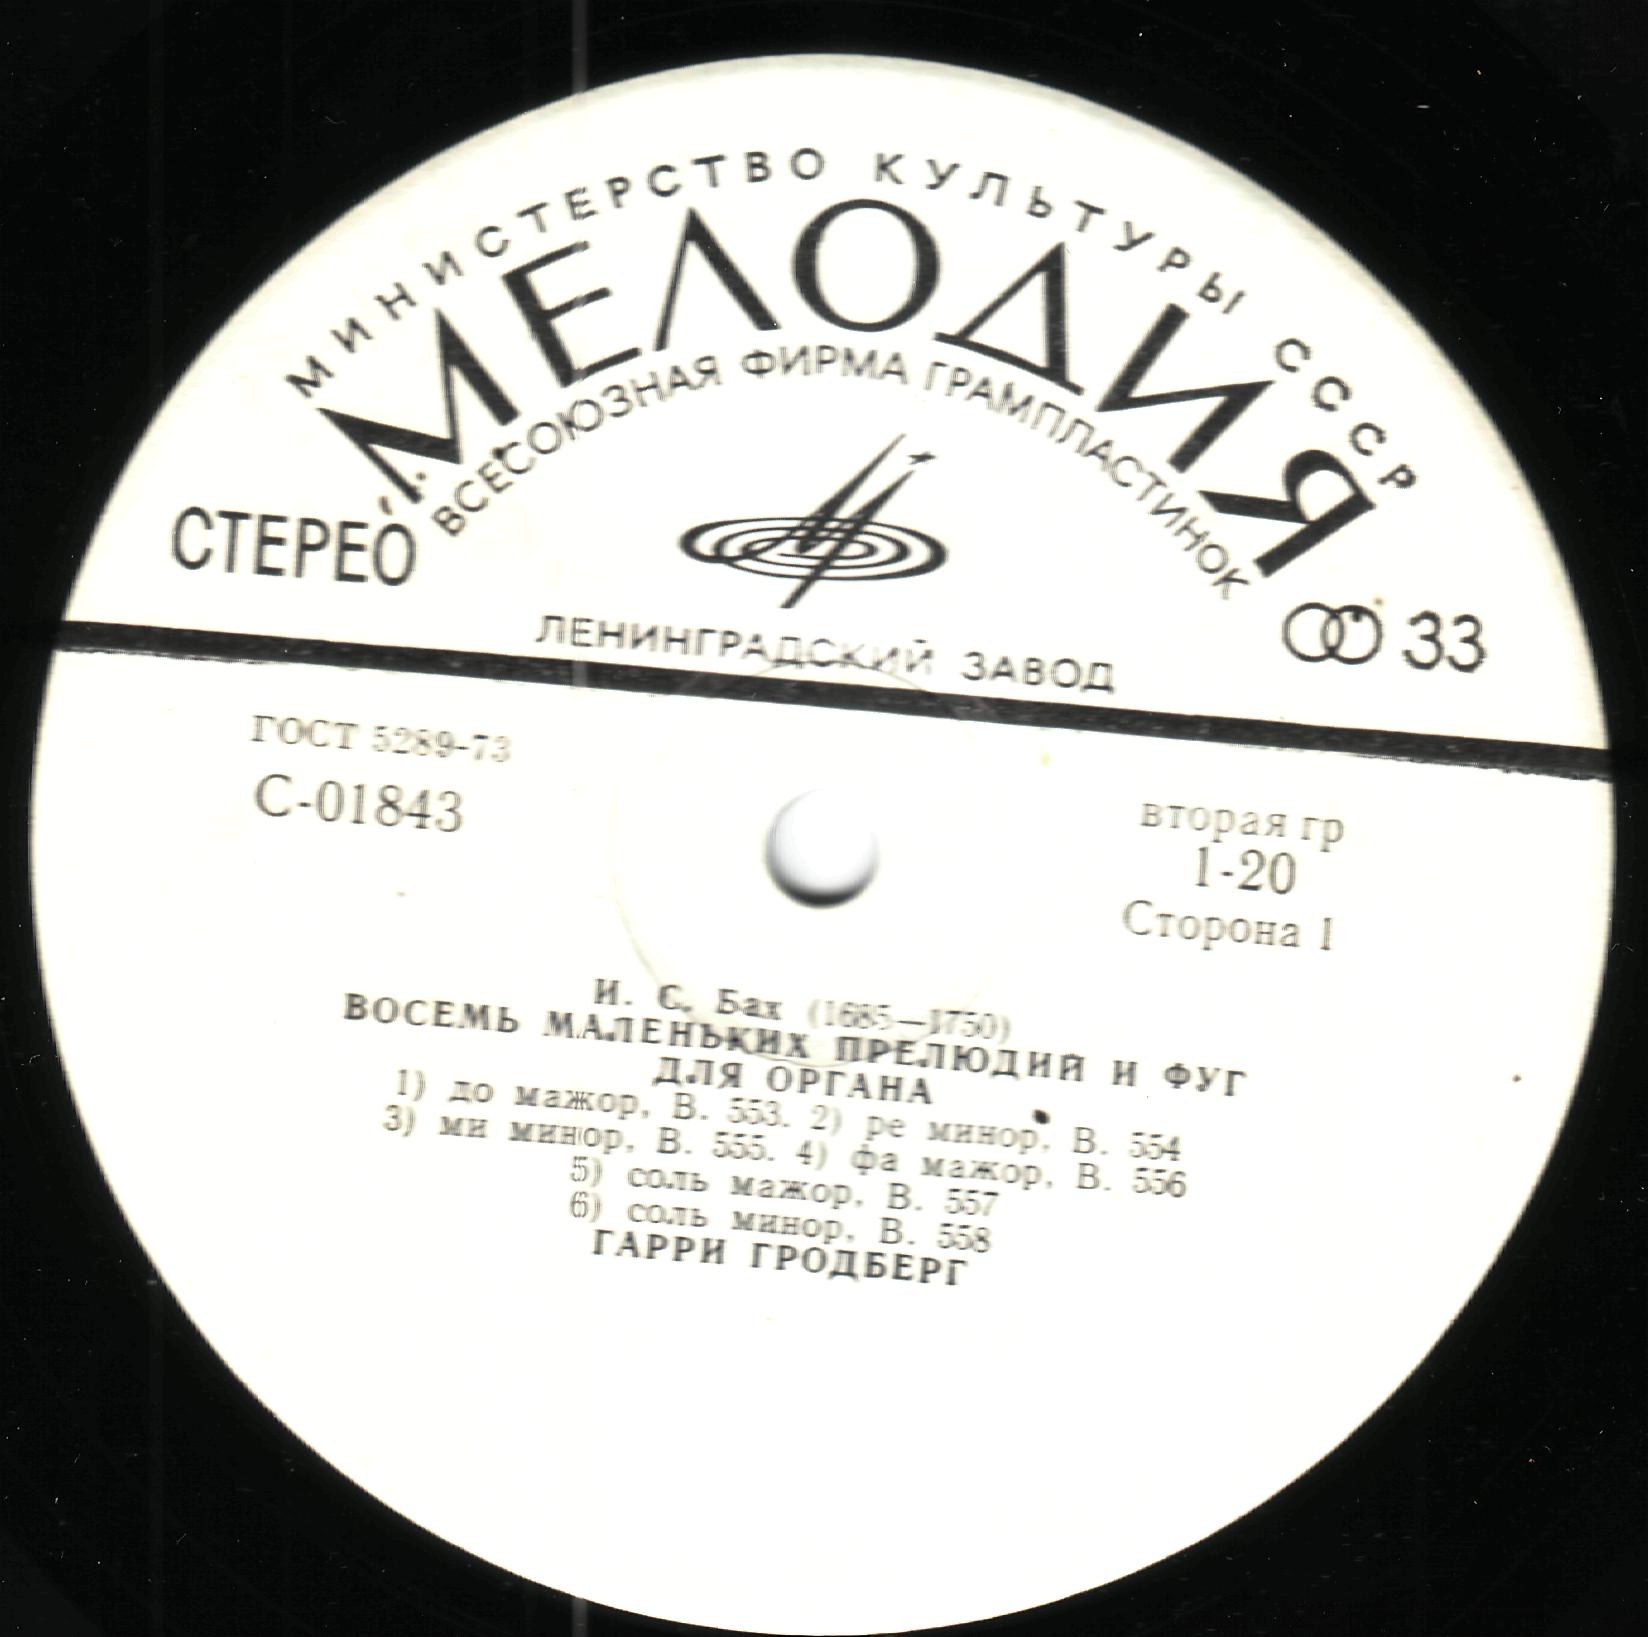 МИНИСТЕРСТВО КУЛЬТУРЫ СССР
МЕЛОДИЯ
ВСЕСОЮЗНАЯ ФИРМА ГРАМПЛАСТИНОК
СТЕРЕО
33
ЛЕНИНГРАДСКИЙ ЗАВОД
ГОСТ 5289-73
С-01843
вторая гр
1-20
Сторона 1
И. С. Бах (1685—1750)
ВОСЕМЬ МАЛЕНЬКИХ ПРЕЛЮДИЙ И ФУГ
ДЛЯ ОРГАНА
1) до мажор, В. 553. 2) ре минор, В. 554
3) ми минор, В. 555. 4) фа мажор, В. 556
5) соль мажор, В. 557
6) соль минор, В. 558
ГАРРИ ГРОДБЕРГ